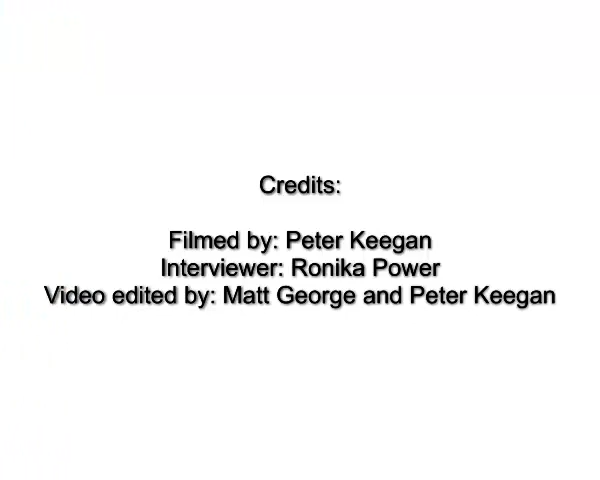 Credits:
Filmed by: Peter Keegan
Interviewer: Ronika Power
Video edited by: Matt George and Peter Keegan